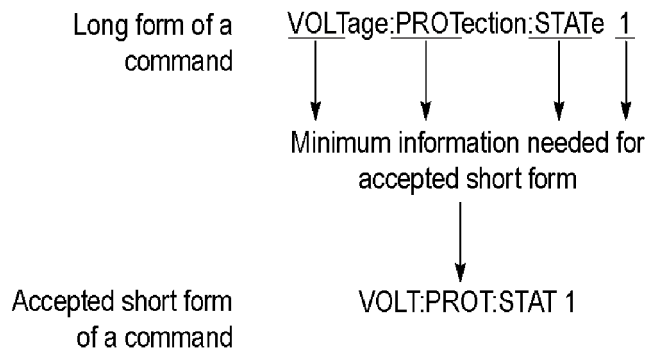 Long form of a
command
VOLTage:PROTection:STATe 1
Minimum information needed for
accepted short form
Accepted short form
of a command
VOLT:PROT:STAT 1